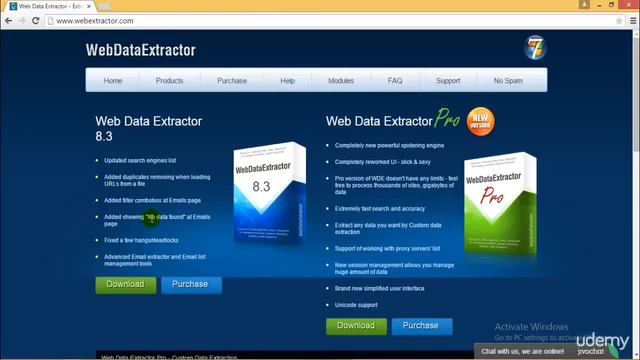 Web Data Extractor - Ex
www.webextractor.com
WebDataExtractor
Home Products Purchase Help Modules FAQ Support No Spam
Web Data Extractor
8.3
Updated search engines list
Added duplicates removing when loading
URLs from a file
Added filter combobox at Emails page
Added showing "No data found" at Emails
page
Fixed a few hangs/deadlocks
Advanced Email extractor and Email list
management tools
Download Purchase
WebDataExtractor
8.3
Web Data Extractor Pro
NEW
version
Completely new powerful spidering engine
Completely reworked UI - slick & sexy
Pro version of WDE doesn't have any limits - feel
free to process thousands of sites, gigabytes of
data
Extremely fast search and accuracy
Extract any data you want by Custom data
extraction
Support of working with proxy servers list
New session management allows you manage
huge amount of data
Brand new simplified user interface
Unicode support
Download Purchase
WebDataExtractor
Pro
Web Data Extractor Pro - Custom Data Extraction
Activate Windows
Go to PC settings to activate
Chat with us, we are online!
jivochat
udemy